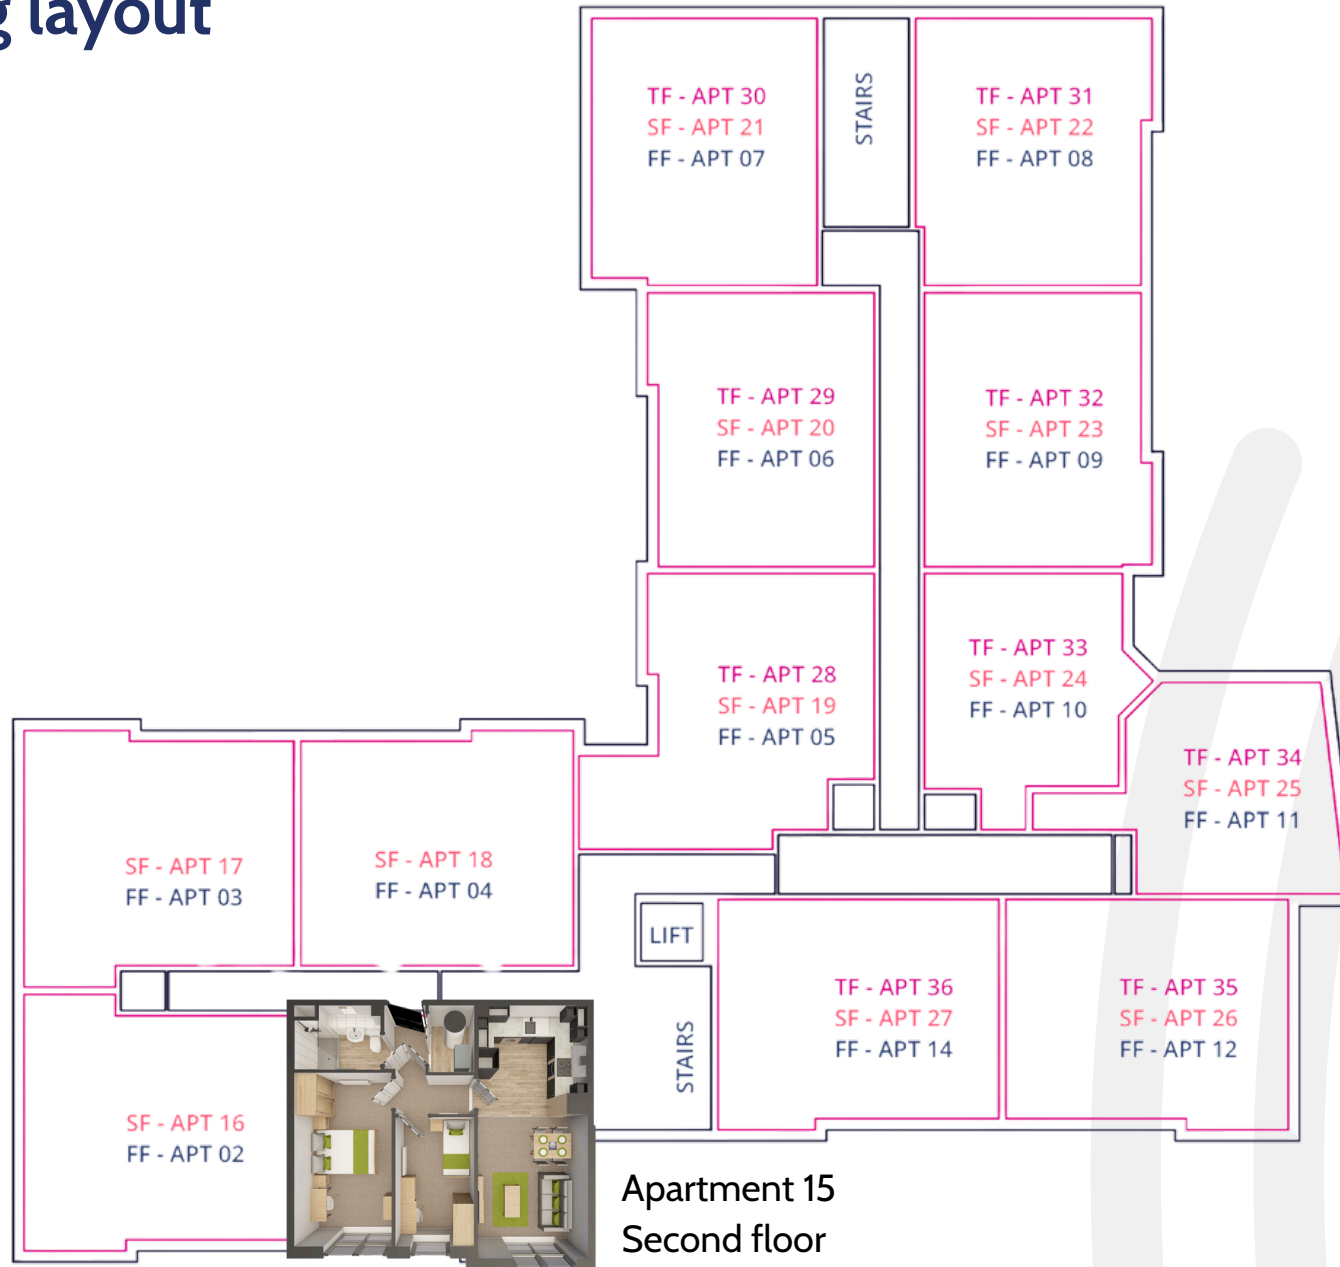 layout
TF - APT 30
SF - APT 21
FF - APT 07
STAIRS
TF - APT 31
SF - APT 22
FF - APT 08
TF - APT 29
SF - APT 20
FF - APT 06
TF - APT 32
SF - APT 23
FF - APT 09
TF - APT 28
SF - APT 19
FF - APT 05
TF - APT 33
SF - APT 24
FF - APT 10
TF - APT 34
SF - APT 25
FF - APT 11
SF - APT 17
FF - APT 03
SF - APT 18
FF - APT 04
LIFT
STAIRS
TF - APT 36
SF - APT 27
FF - APT 14
TF - APT 35
SF - APT 26
FF - APT 12
SF - APT 16
FF - APT 02
Apartment 15
Second floor